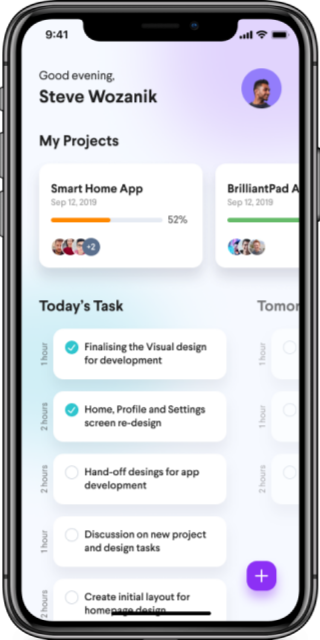 9:41
Good evening,
Steve Wozanik
My Projects
Smart Home App
Sep 12, 2019
52%
+2
BrilliantPad A
Sep 12, 2019
Today's Task
Tomor
1 hour
Finalising the Visual design
for development
1 hour
2 hours
Home, Profile and Settings
screen re-design
1 hour
2 hours
Hand-off desings for app
development
2 hours
1 hour
Discussion on new project
and design tasks
2 hours
Create initial layout for
homepage design